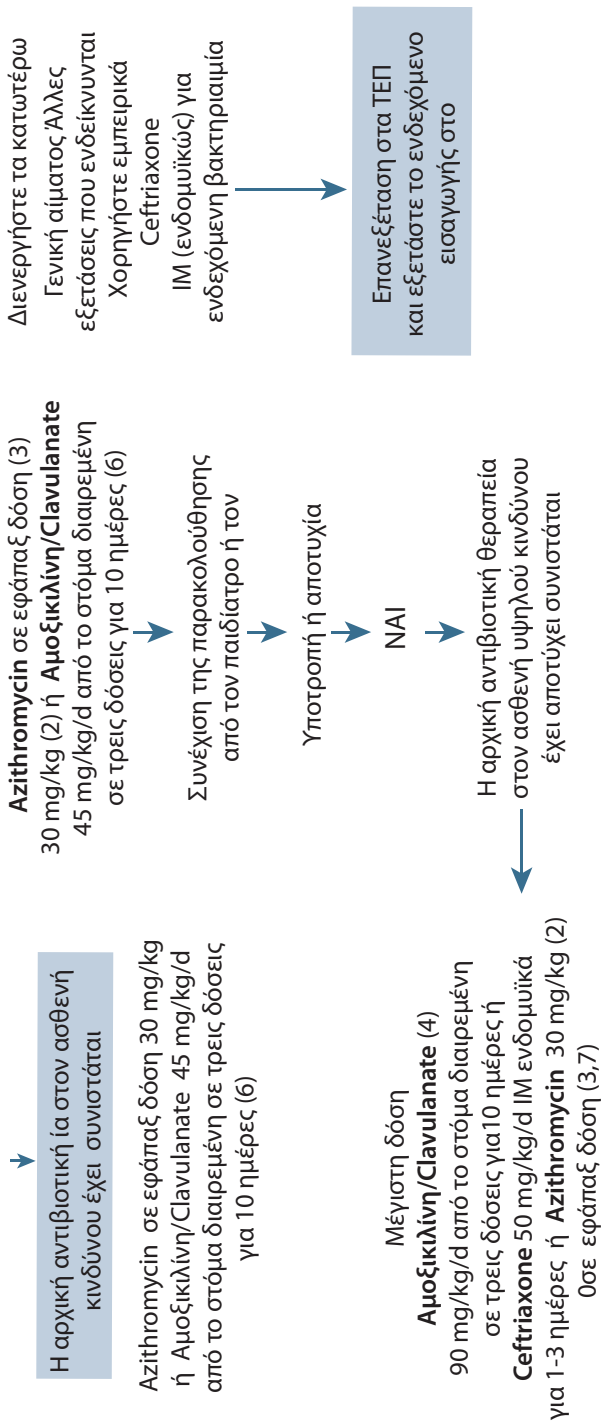 Η αρχική αντιβιοτική ία στον ασθενή
κινδύνου έχει συνιστάται
Azithromycin σε εφάπαξ δόση 30 mg/kg
ή Αμοξικιλίνη/Clavulanate 45 mg/kg/d
από το στόμα διαιρεμένη σε τρεις δόσεις
για 10 ημέρες (6)
Μέγιστη δόση
Αμοξικιλίνη/Clavulanate (4)
90 mg/kg/d από το στόμα διαιρεμένη
σε τρεις δόσεις για10 ημέρες ή
Ceftriaxone 50 mg/kg/d IM ενδομυϊκά
για 1-3 ημέρες ή Azithromycin 30 mg/kg (2)
0σε εφάπαξ δόση (3,7)
Azithromycin σε εφάπαξ δόση (3)
30 mg/kg (2) ή Αμοξικιλίνη/Clavulanate
45 mg/kg/d από το στόμα διαιρεμένη
σε τρεις δόσεις για 10 ημέρες (6)
Συνέχιση της παρακολούθησης
από τον παιδίατρο ή τον
Υποτροπή ή αποτυχία
ΝΑΙ
Η αρχική αντιβιοτική θεραπεία
στον ασθενή υψηλού κινδύνου
έχει αποτύχει συνιστάται
Διενεργήστε τα κατωτέρω
Γενική αίματος Άλλες
εξετάσεις που ενδείκνυνται
Χορηγήστε εμπειρικά
Ceftriaxone
IM (ενδομυϊκώς) για
ενδεχόμενη βακτηριαιμία
Επανεξέταση στα ΤΕΠ
και εξετάστε το ενδεχόμενο
εισαγωγής στο